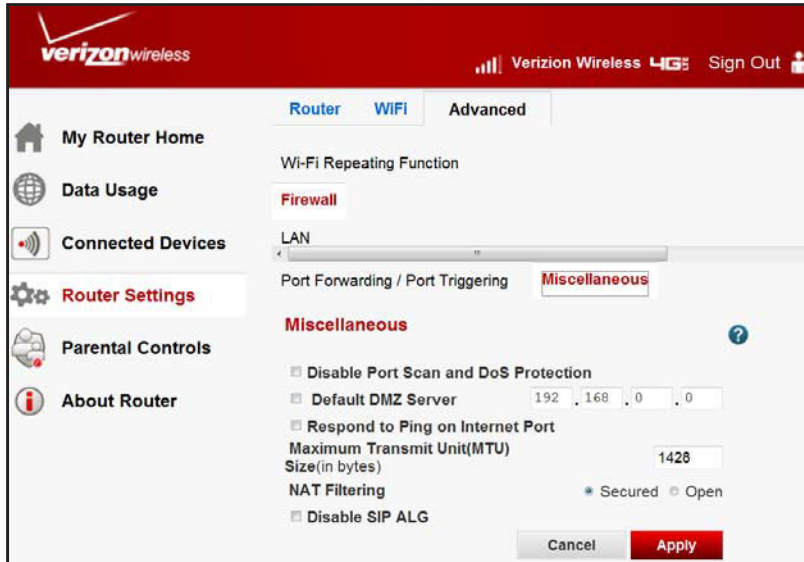 verizonwireless
Verizion Wireless 4G LTE Sign Out
My Router Home
Data Usage
Connected Devices
Router Settings
Parental Controls
About Router
Router WiFi Advanced
Wi-Fi Repeating Function
Firewall
LAN
Port Forwarding / Port Triggering Miscellaneous
Miscellaneous
?
Disable Port Scan and DoS Protection
Default DMZ Server 192 . 168 . 0 . 0
Respond to Ping on Internet Port
Maximum Transmit Unit(MTU)
Size(in bytes) 1428
NAT Filtering Secured Open
Disable SIP ALG
Cancel Apply